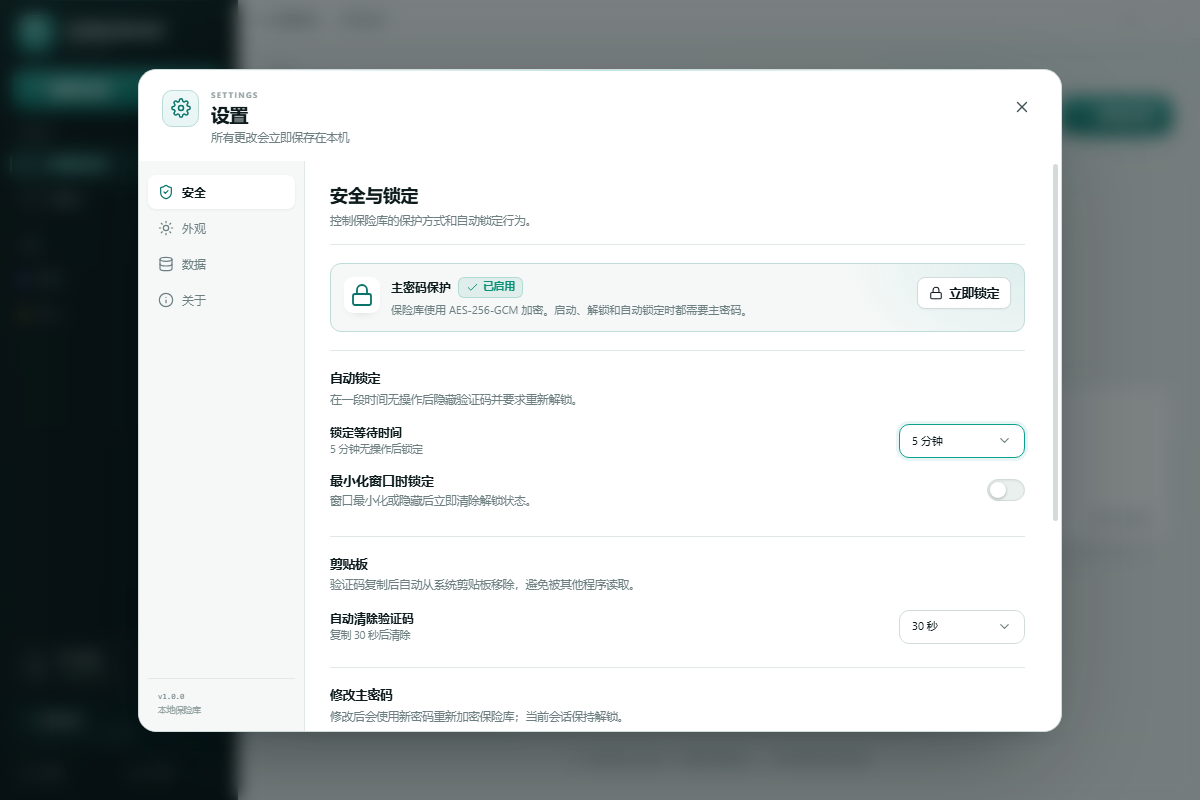 SETTINGS
设置
所有更改会立即保存在本机
安全
外观
数据
关于
v1.0.0
本地保险库
安全与锁定
控制保险库的保护方式和自动锁定行为。
主密码保护
已启用
保险库使用 AES-256-GCM 加密。启动、解锁和自动锁定时都需要主密码。
立即锁定
自动锁定
在一段时间无操作后隐藏验证码并要求重新解锁。
锁定等待时间
5 分钟无操作后锁定
5 分钟
最小化窗口时锁定
窗口最小化或隐藏后立即清除解锁状态。
剪贴板
验证码复制后自动从系统剪贴板移除，避免被其他程序读取。
自动清除验证码
复制 30 秒后清除
30 秒
修改主密码
修改后会使用新密码重新加密保险库；当前会话保持解锁。